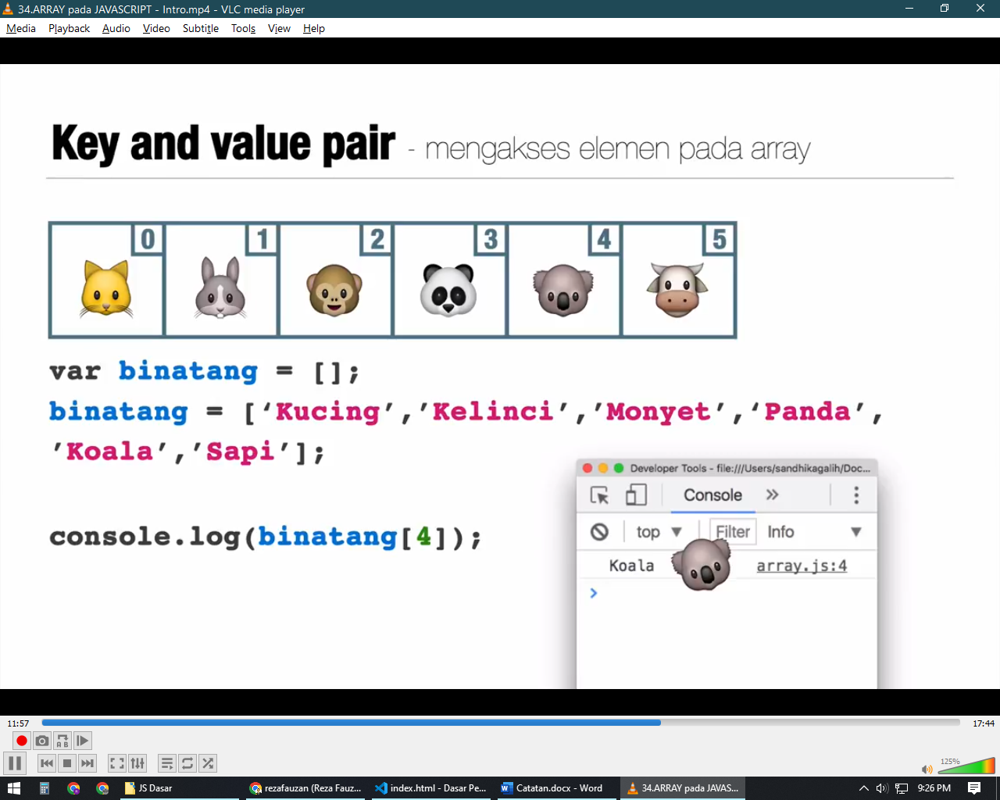 34.ARRAY pada JAVASCRIPT - Intro.mp4 - VLC media player
Media Playback Audio Video Subtitle Tools View Help
Key and value pair - mengakses elemen pada array
0 1 2 3 4 5
var binatang = [];
binatang = [‘Kucing’,’Kelinci’,’Monyet’,‘Panda’,
’Koala’,’Sapi’];
console.log(binatang[4]);
Developer Tools - file:///Users/sandhikagalih/Doc...
Console »
top Filter Info
Koala array.js:4
11:57 17:44
A B
125%
JS Dasar
rezafauzan (Reza Fauz...
index.html - Dasar Pe...
Catatan.docx - Word
34.ARRAY pada JAVAS...
9:26 PM